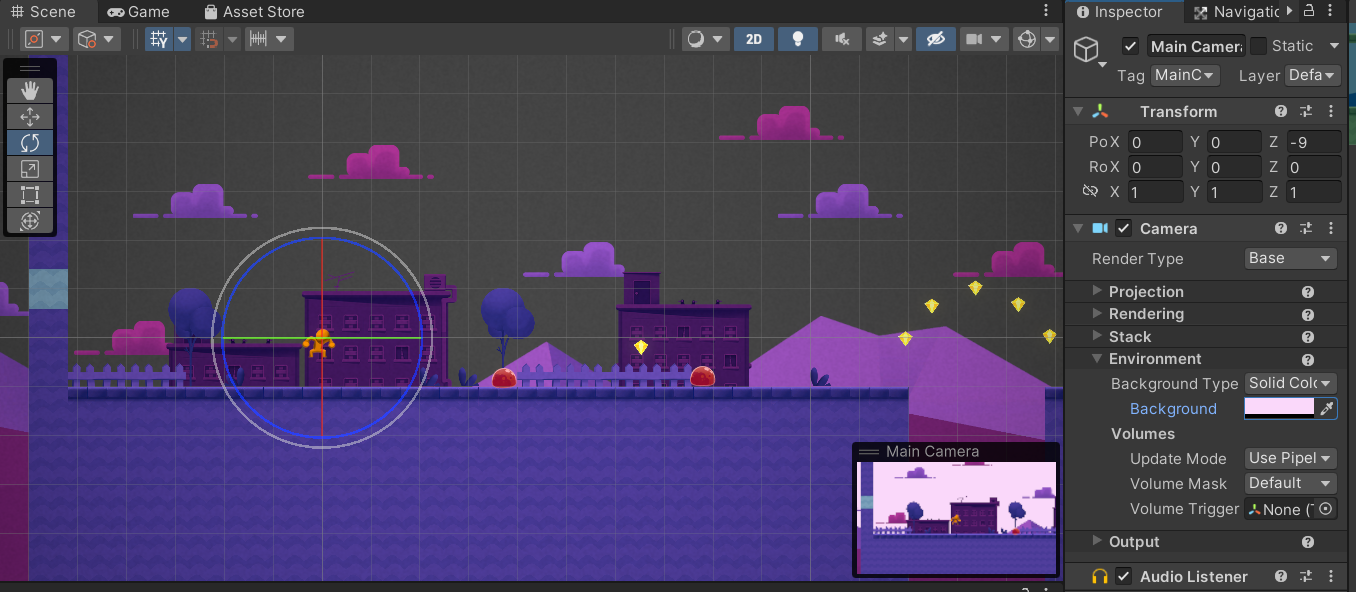 Scene Game Asset Store
Inspector Navigatic
2D
Main Camera Static
Tag MainC Layer Defa
Transform
Po X 0 Y 0 Z -9
Ro X 0 Y 0 Z 0
X 1 Y 1 Z 1
Camera
Render Type Base
Projection
Rendering
Stack
Environment
Background Type Solid Colc
Background
Volumes
Update Mode Use Pipel
Volume Mask Default
Volume Trigger None (T
Output
Audio Listener
Main Camera